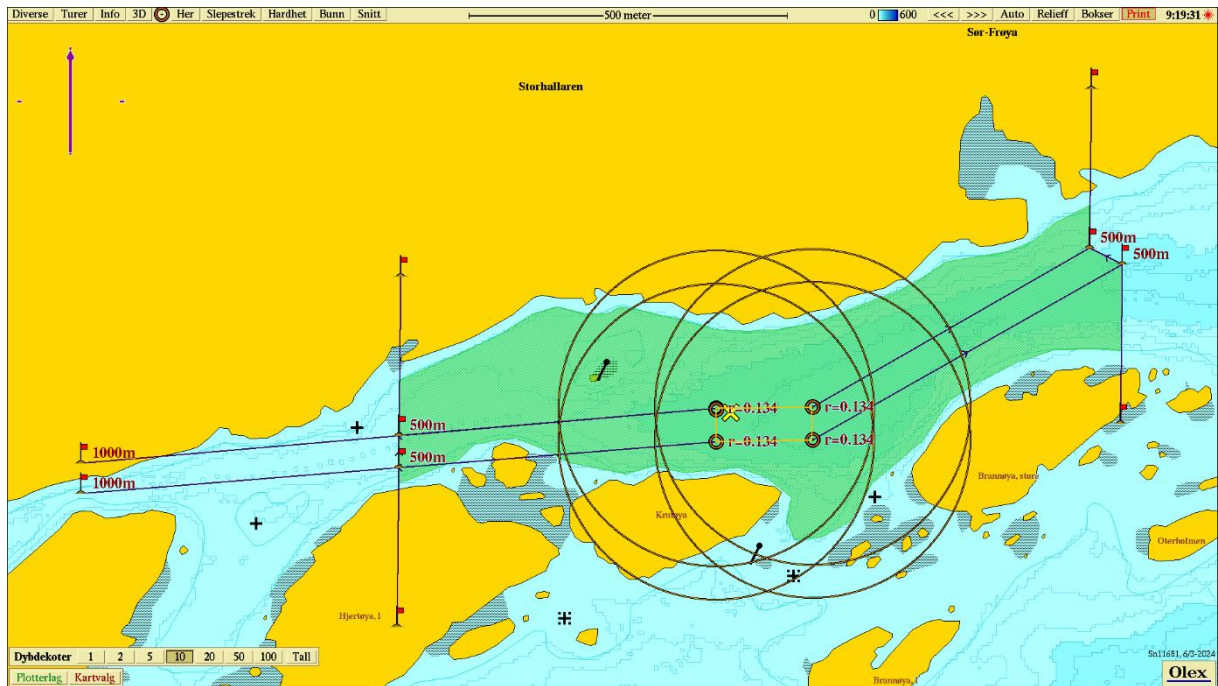 Diverse Turer Info 3D Her Slepestrek Hardhet Bunn Snitt 500 meter 0 600 <<< >>> Auto Relieff Bokser Print 9:19:31
Sør-Frøya
Storhallaren
500m
500m
r=0.134 r=0.134
500m
r=0.134 r=0.134
1000m
500m
1000m
Brannøya, store
Krutøya
Oterholmen
Hjertøya, 1
Dybdekoter 1 2 5 10 20 50 100 Tall
Sn11681, 6/3-2024
Plotterlag Kartvalg
Brannøya, 1
Olex